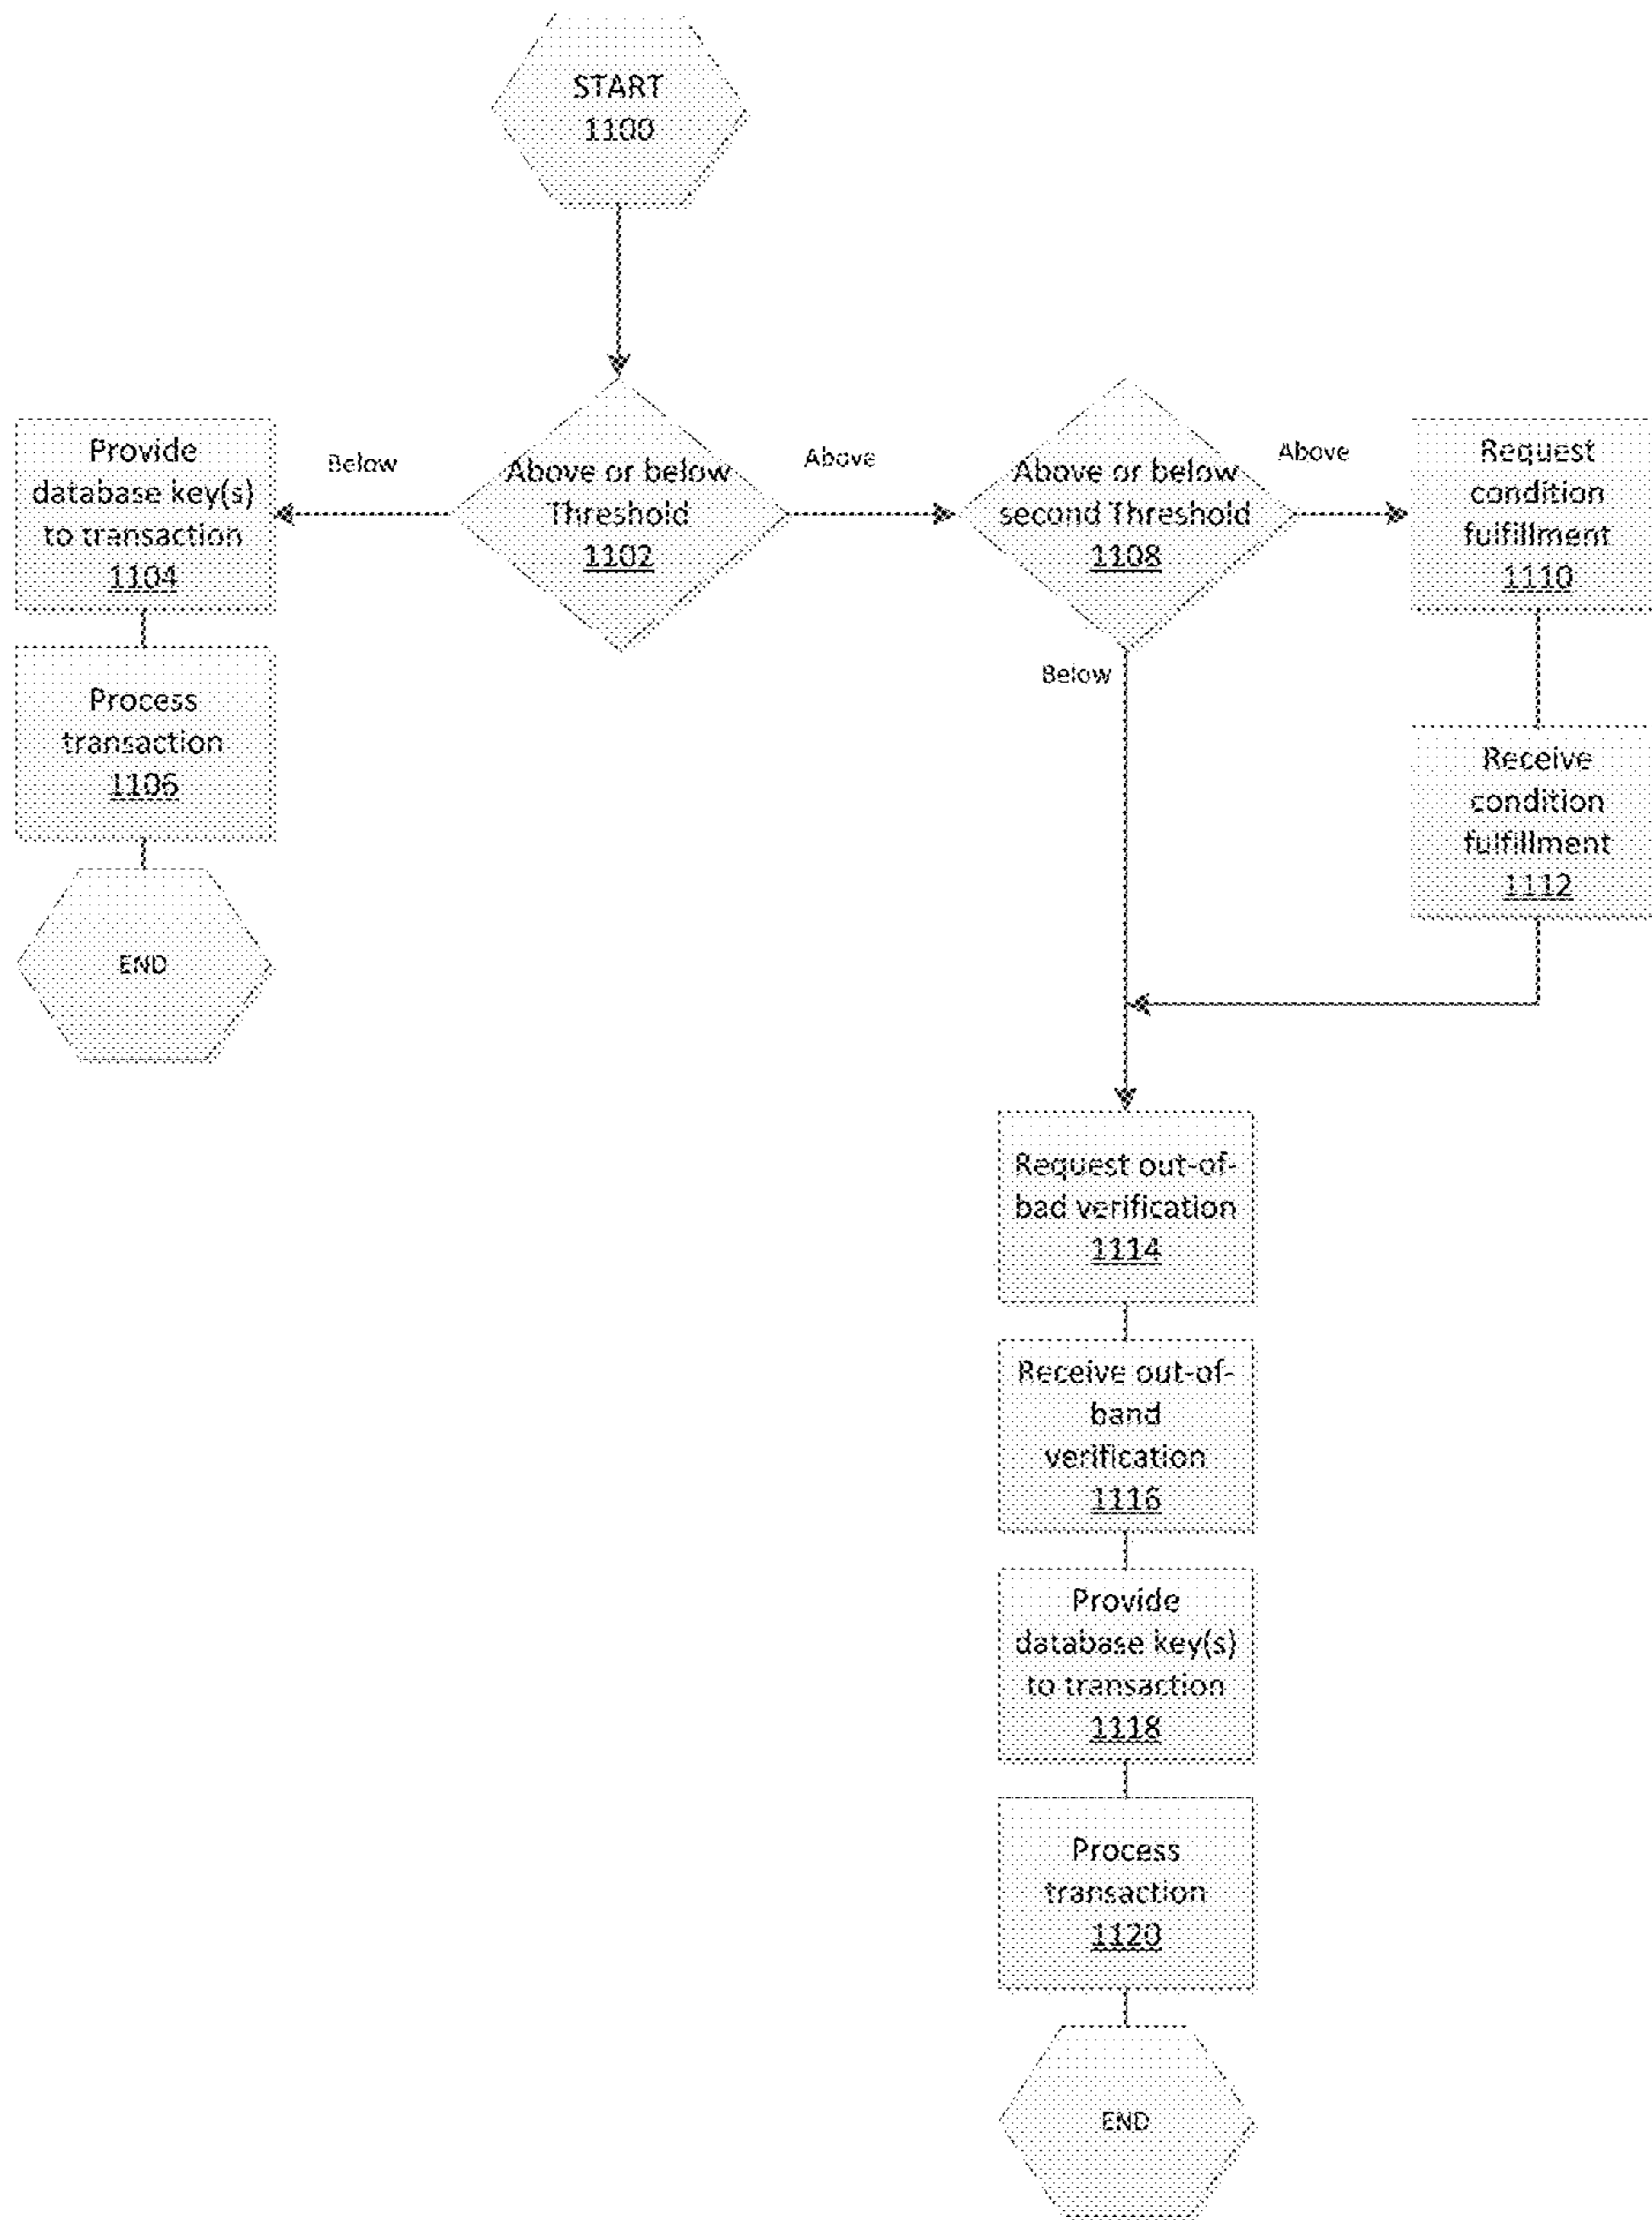 START
1100
Above or below
Threshold
1102
Below
Provide
database key(s)
to transaction
1104
Process
transaction
1106
END
Above
Above or below
second Threshold
1108
Above
Request
condition
fulfillment
1110
Receive
condition
fulfillment
1112
Below
Request out-of-
bad verification
1114
Receive out-of-
band
verification
1116
Provide
database key(s)
to transaction
1118
Process
transaction
1120
END